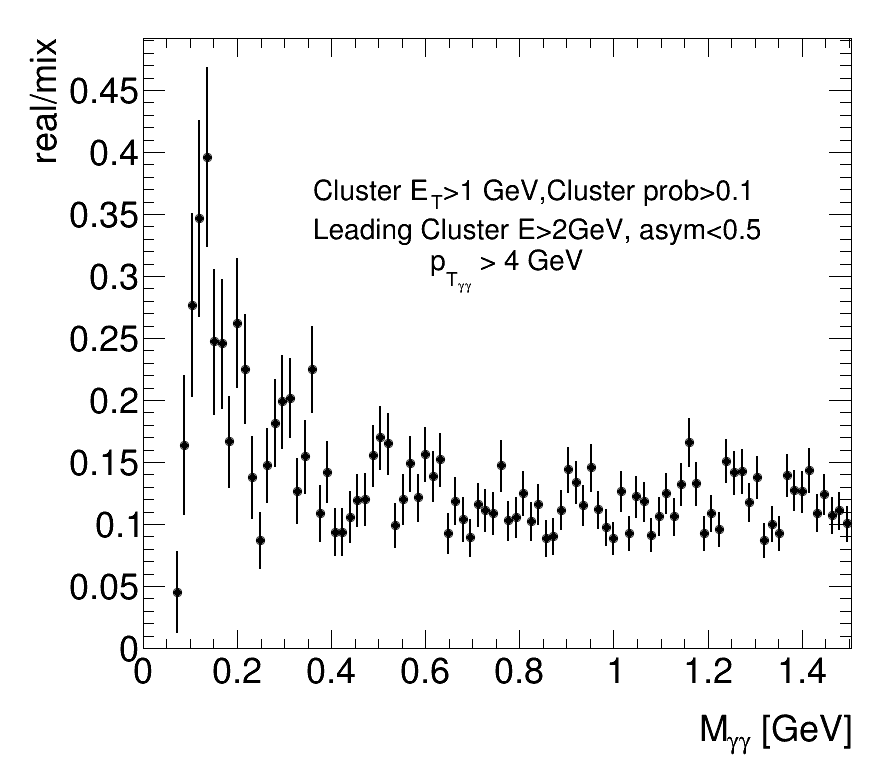 real/mix
0.45
0.4
0.35
0.3
0.25
0.2
0.15
0.1
0.05
0
Cluster E_T>1 GeV,Cluster prob>0.1
Leading Cluster E>2GeV, asym<0.5
p_Tγγ > 4 GeV
0 0.2 0.4 0.6 0.8 1 1.2 1.4
Mγγ [GeV]